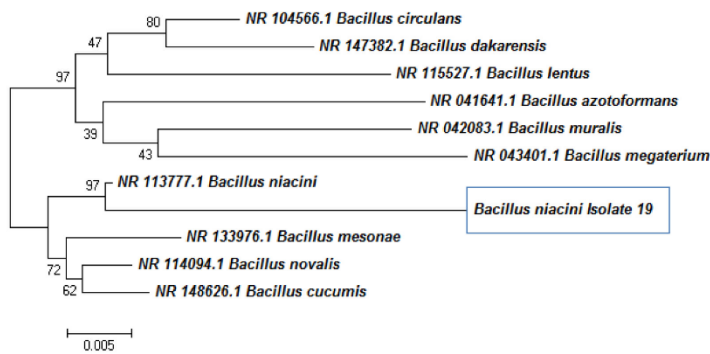 80
NR 104566.1 Bacillus circulans
47
NR 147382.1 Bacillus dakarensis
97
NR 115527.1 Bacillus lentus
NR 041641.1 Bacillus azotoformans
39
NR 042083.1 Bacillus muralis
43
NR 043401.1 Bacillus megaterium
97
NR 113777.1 Bacillus niacini
Bacillus niacini Isolate 19
NR 133976.1 Bacillus mesonae
72
NR 114094.1 Bacillus novalis
62
NR 148626.1 Bacillus cucumis
0.005